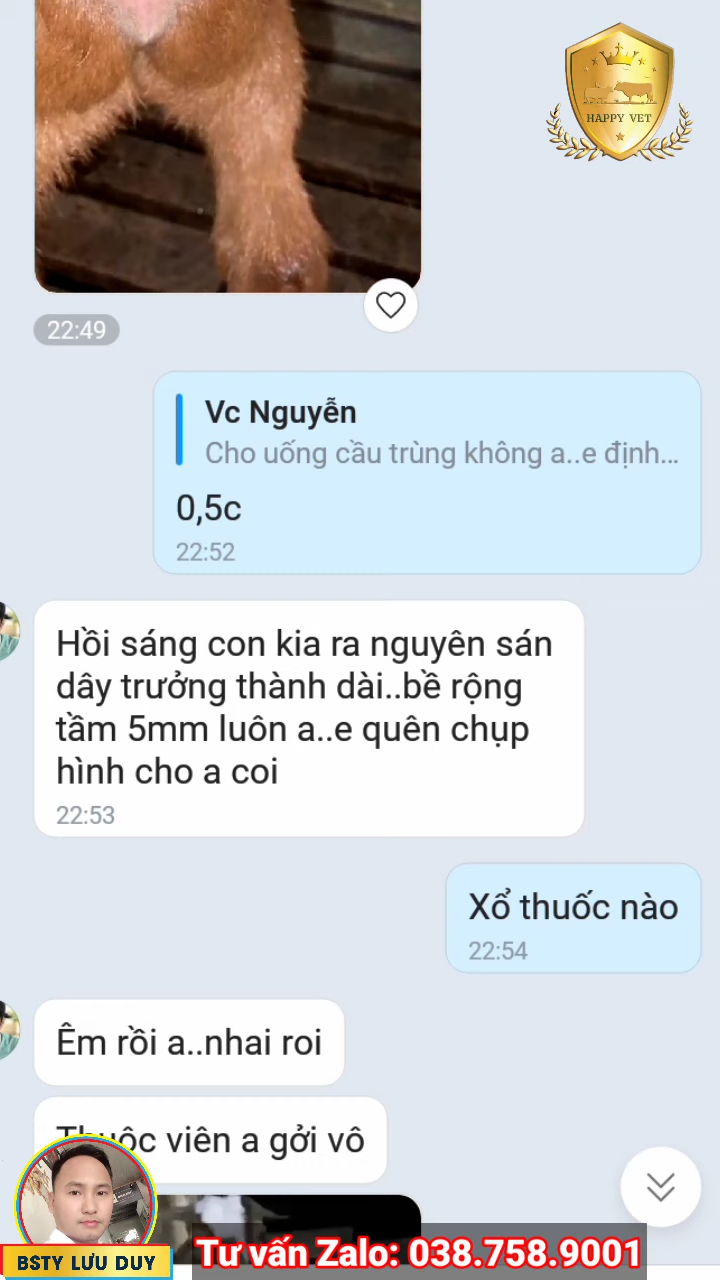 HAPPY VET
22:49
Vc Nguyễn
Cho uống cầu trùng không a..e định...
0,5c
22:52
Hồi sáng con kia ra nguyên sán
dây trưởng thành dài..bề rộng
tầm 5mm luôn a..e quên chụp
hình cho a coi
22:53
Xổ thuốc nào
22:54
Êm rồi a..nhai roi
Thuôc viên a gởi vô
BSTY LƯU DUY
Tư vấn Zalo: 038.758.9001